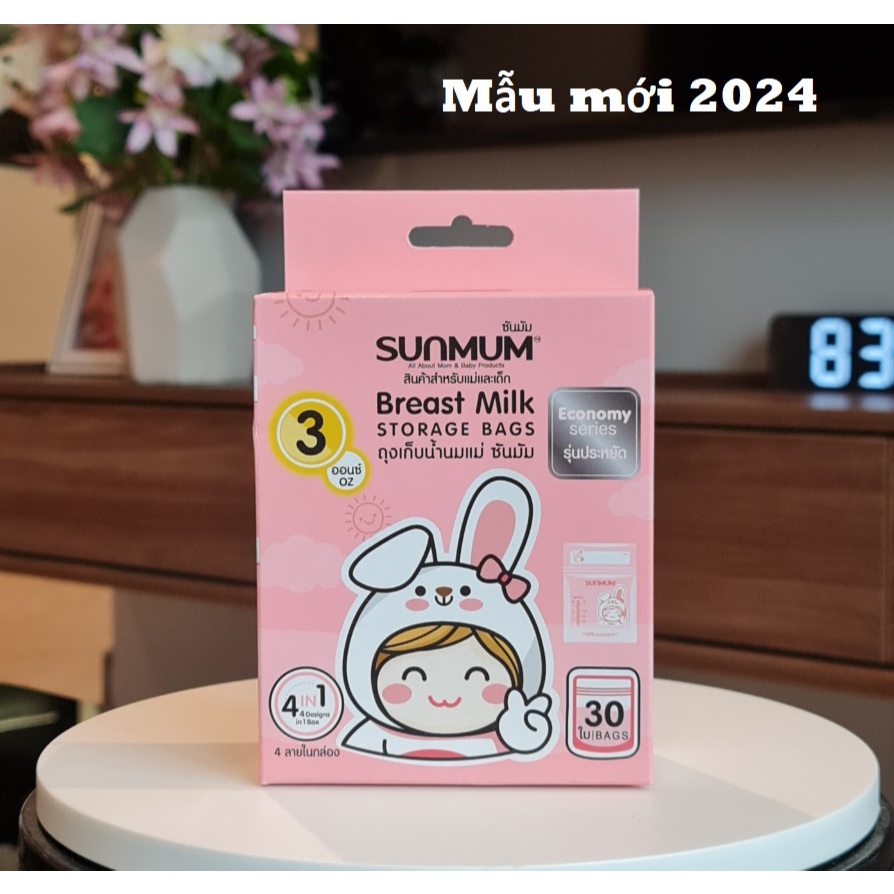 Mẫu mới 2024
83
ซันมัม
SUNMUM
All About Mom & Baby Products
สินค้าสำหรับแม่และเด็ก
Breast Milk
STORAGE BAGS
ถุงเก็บน้ำนมแม่ ซันมัม
3
ออนซ์
OZ
Economy
series
รุ่นประหยัด
SUNMUM
4 IN 1
4 Designs
in 1 Box
4 ลายในกล่อง
30
ใบ|BAGS